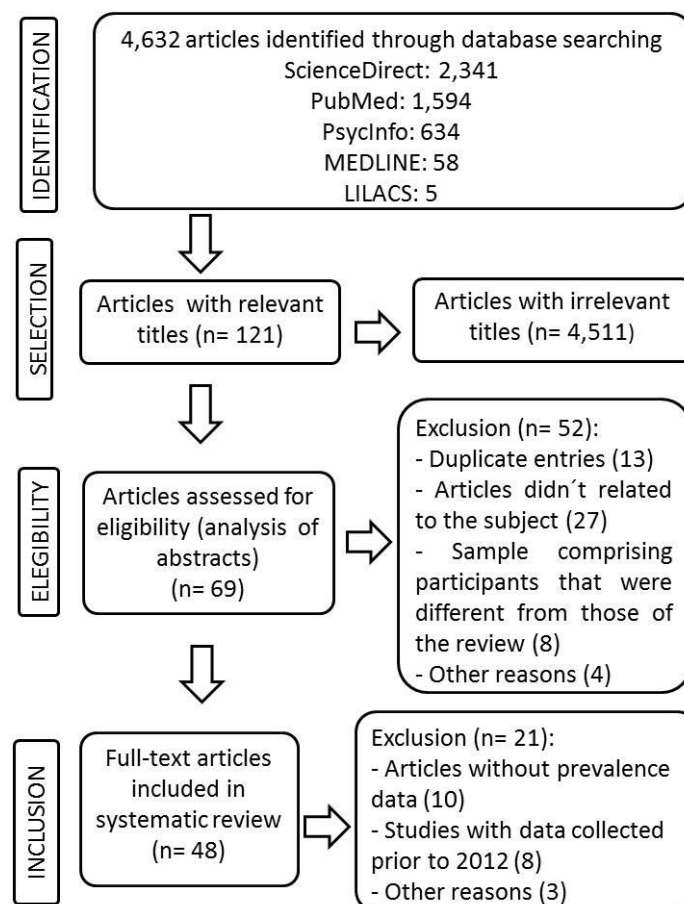 IDENTIFICATION
4,632 articles identified through database searching
ScienceDirect: 2,341
PubMed: 1,594
PsycInfo: 634
MEDLINE: 58
LILACS: 5
SELECTION
Articles with relevant
titles (n= 121)
Articles with irrelevant
titles (n= 4,511)
ELEGIBILITY
Articles assessed for
eligibility (analysis of
abstracts)
(n= 69)
Exclusion (n= 52):
- Duplicate entries (13)
- Articles didn´t related
to the subject (27)
- Sample comprising
participants that were
different from those of
the review (8)
- Other reasons (4)
INCLUSION
Full-text articles
included in
systematic review
(n= 48)
Exclusion (n= 21):
- Articles without prevalence
data (10)
- Studies with data collected
prior to 2012 (8)
- Other reasons (3)